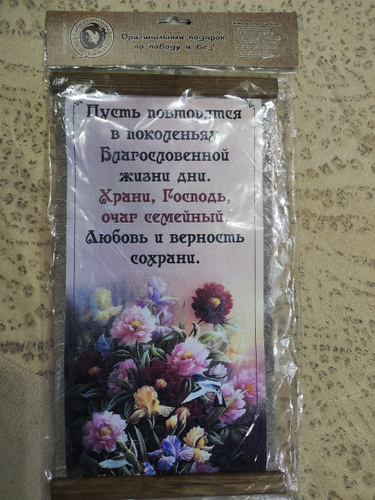 Оригинальный подарок
по поводу и без!
Пусть повторятся
в поколеньях
Благословенной
жизни дни.
Храни, Господь,
очаг семейный,
Любовь и верность
сохрани.